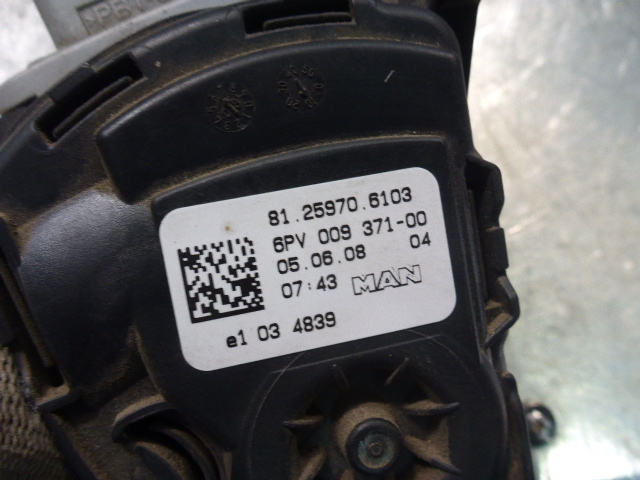 81.25970.6103
6PV 009 371-00
05.06.08 04
07:43 MAN
e1 03 4839